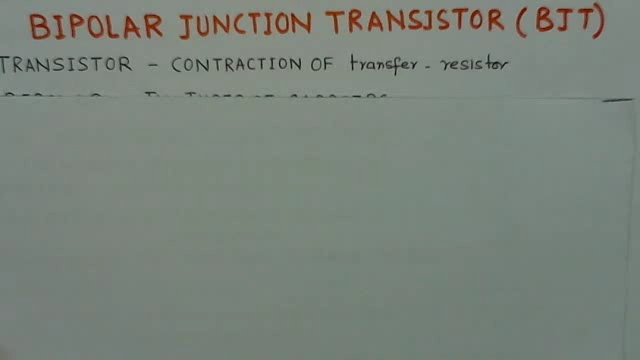 BIPOLAR JUNCTION TRANSISTOR (BJT)
TRANSISTOR - CONTRACTION OF transfer - resistor